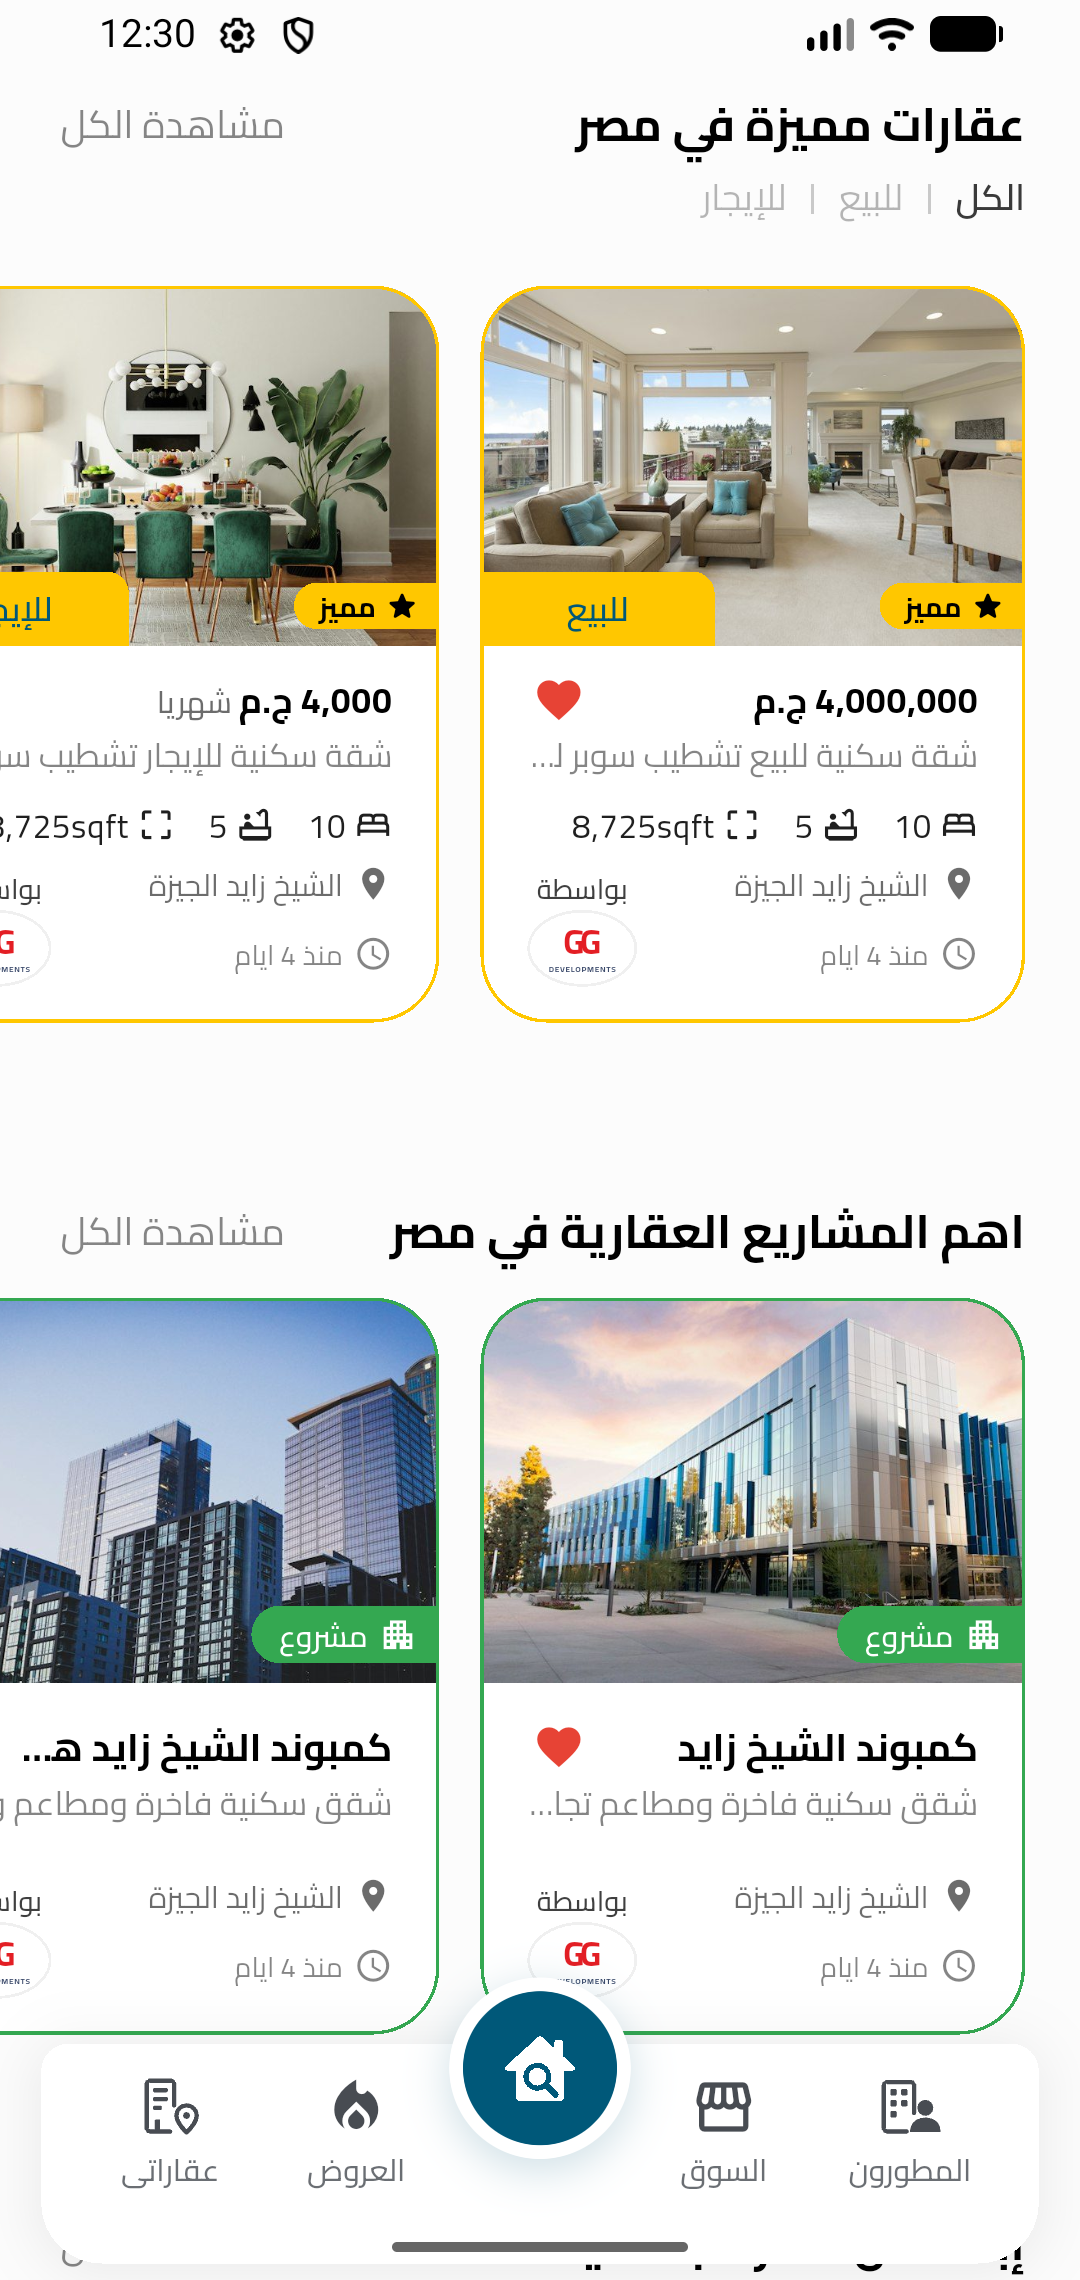 12:30
عقارات مميزة في مصر
مشاهدة الكل
الكل | للبيع | للإيجار
مميز
للبيع
4,000,000 ج.م
شقة سكنية للبيع تشطيب سوبر لـ...
10 5 8,725sqft
الشيخ زايد الجيزة
بواسطة
منذ 4 ايام
GG
DEVELOPMENTS
مميز
4,000 ج.م شهريا
شقة سكنية للإيجار تشطيب
10 5 8,725sqft
الشيخ زايد الجيزة
منذ 4 ايام
اهم المشاريع العقارية في مصر
مشاهدة الكل
مشروع
كمبوند الشيخ زايد
شقق سكنية فاخرة ومطاعم تجا...
الشيخ زايد الجيزة
بواسطة
منذ 4 ايام
GG
مشروع
كمبوند الشيخ زايد هـ...
شقق سكنية فاخرة ومطاعم
الشيخ زايد الجيزة
منذ 4 ايام
المطورون
السوق
العروض
عقاراتى